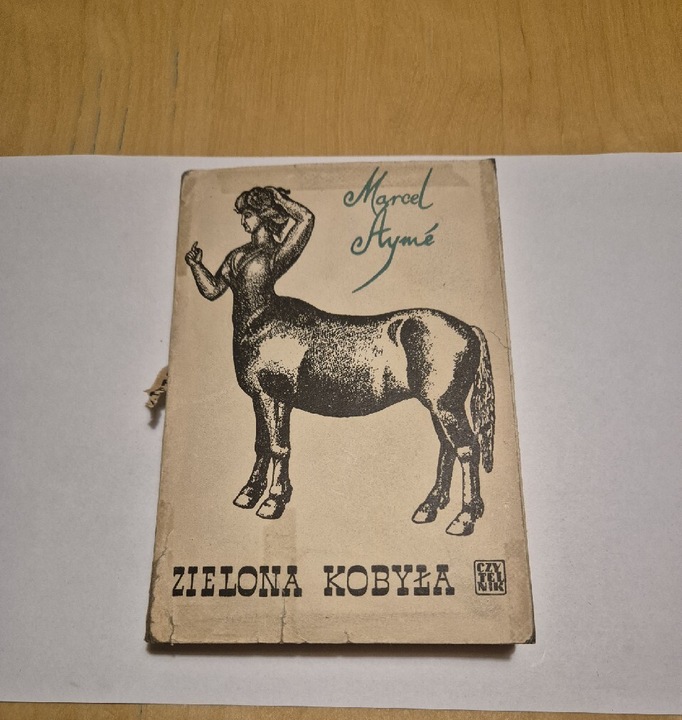 Marcel
Aymé
ZIELONA KOBYŁA
CZY
TEL
NIK